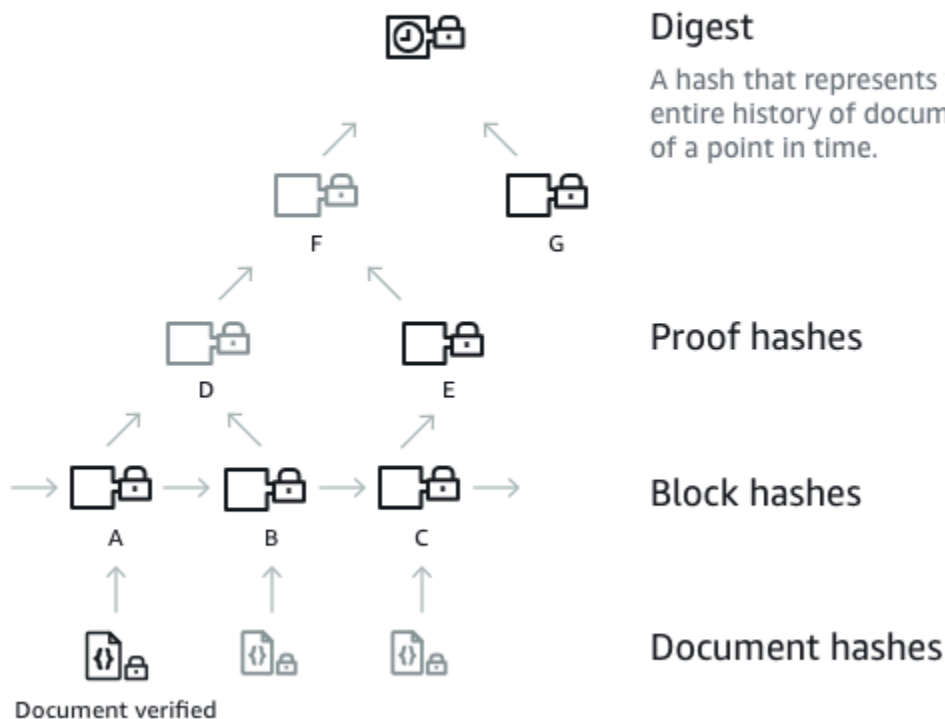 Digest
A hash that represents
entire history of docum
of a point in time.
F
G
D
E
Proof hashes
A
B
C
Block hashes
{}
{}
{}
Document hashes
Document verified